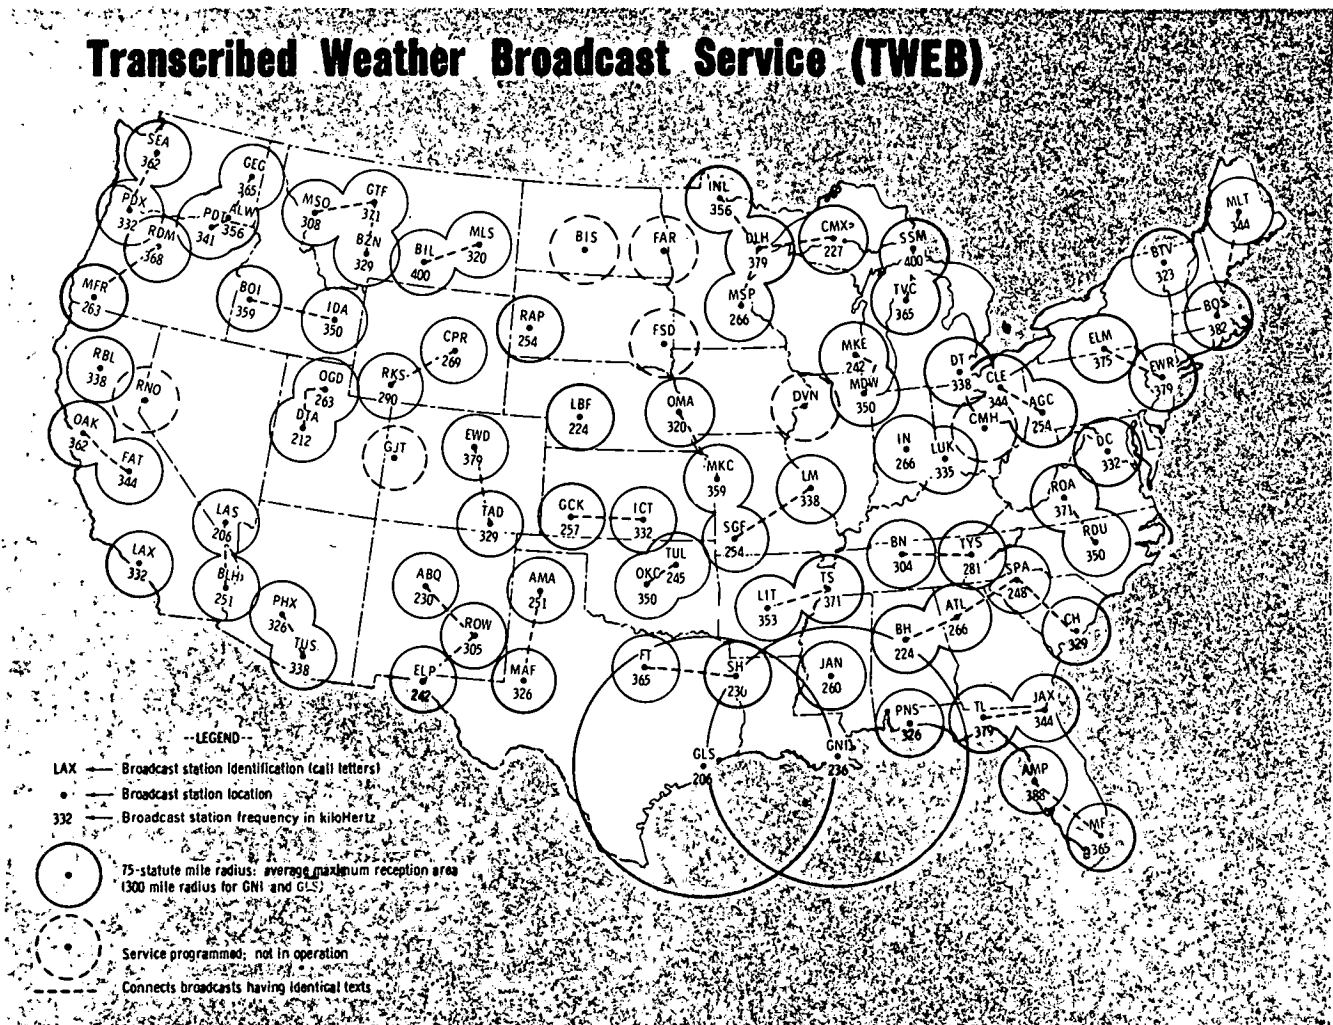 Transcribed Weather Broadcast Service (TWEB)
SEA
362
GEG
365
PDX
332
PDT
341
ALW
356
RDM
368
MSO
308
GTF
371
BZN
329
BIL
400
MLS
320
BIS
FAR
INL
356
DLH
379
CMX
227
SSM
400
MLT
344
BTV
323
MFR
263
BOI
359
IDA
350
CPR
269
RAP
254
FSD
MSP
266
TVC
365
BOS
382
RBL
338
RNO
OGD
263
DTA
212
RKS
290
LBF
224
OMA
320
DVN
MKE
242
MDW
350
DT
338
CLE
344
AGC
254
ELM
375
EWR
379
OAK
362
FAT
344
GJT
EWD
379
MKC
359
LM
338
IN
266
LUK
335
CMH
DC
332
LAS
206
TAD
329
GCK
257
ICT
332
SGF
254
ROA
371
RDU
350
LAX
332
BLH
251
PHX
326
TUS
338
ABQ
230
AMA
251
OKC
350
TUL
245
LIT
353
TS
371
BN
304
TYS
281
SPA
248
ROW
305
ELP
242
MAF
326
FT
365
SH
230
JAN
260
BH
224
ATL
266
CH
329
PNS
326
TL
379
JAX
344
GLS
206
GNI
236
AMP
388
MF
365
--LEGEND--
LAX Broadcast station identification (call letters)
Broadcast station location
332 Broadcast station frequency in kiloHertz
75-statute mile radius: average maximum reception area
(300 mile radius for GNI and GLS)
Service programmed; not in operation
Connects broadcasts having identical texts